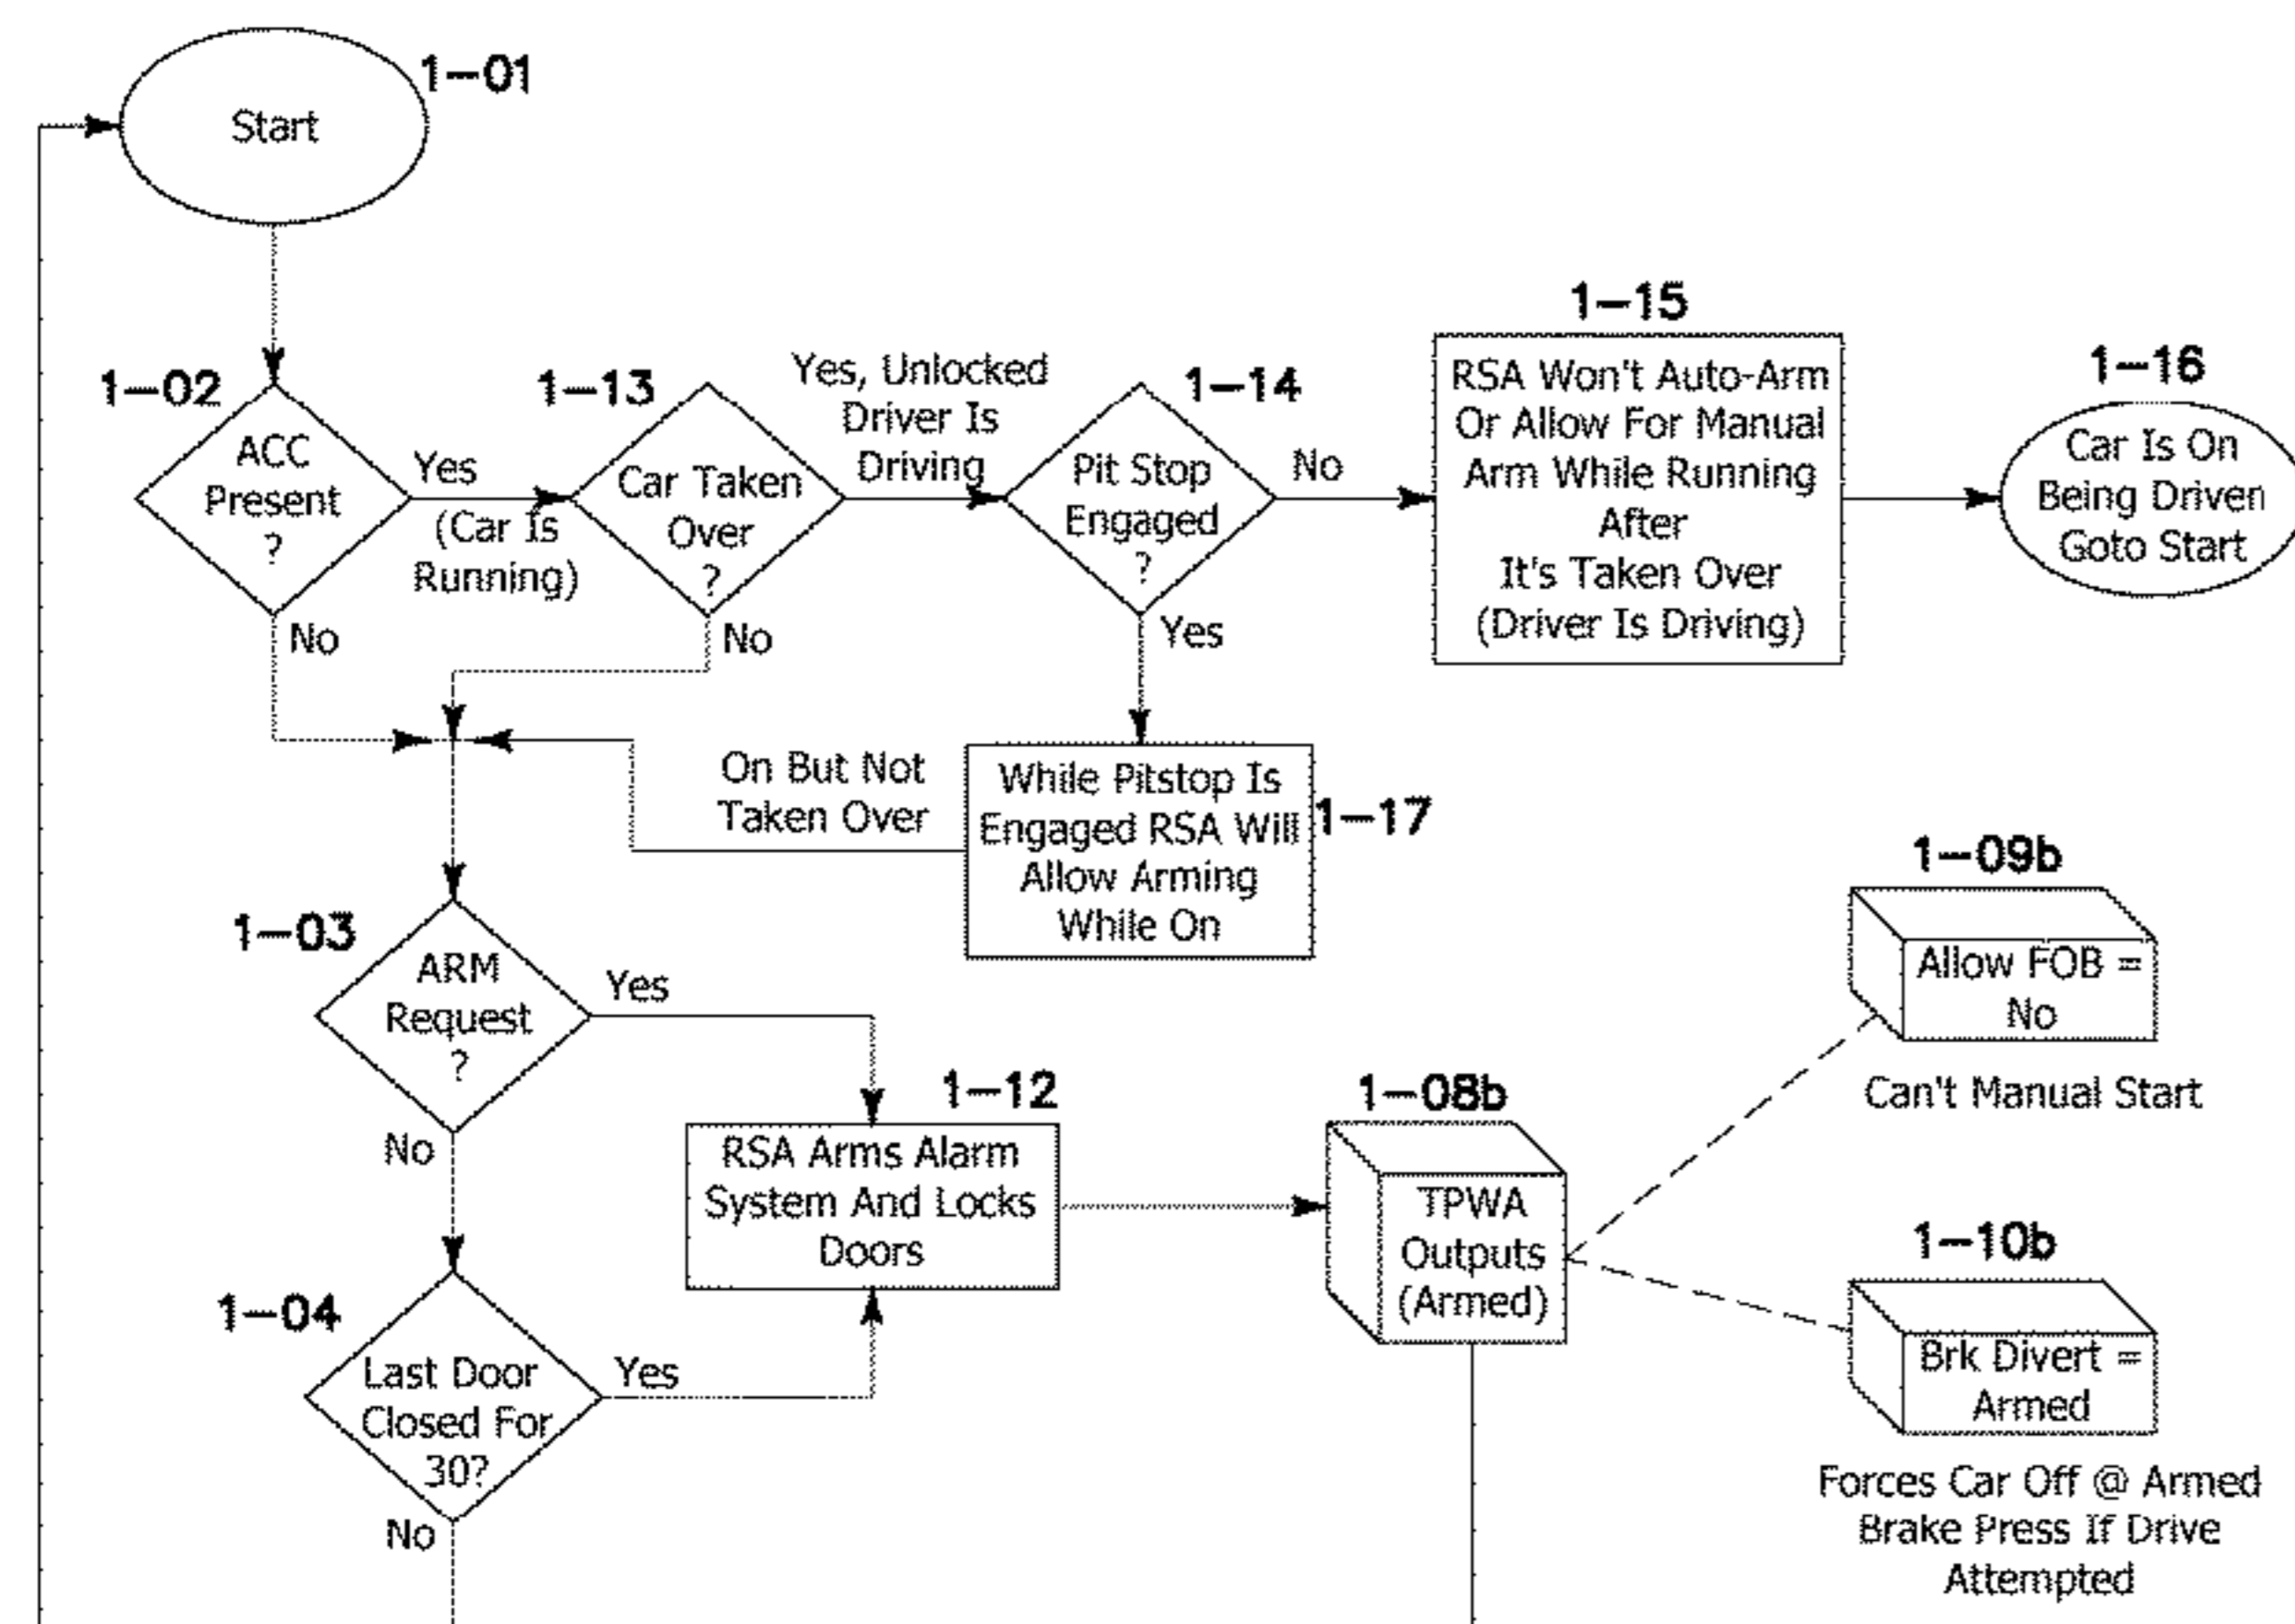 1-01
Start
1-02
ACC
Present
?
Yes
(Car Is
Running)
No
1-13
Car Taken
Over
?
No
Yes, Unlocked
Driver Is
Driving
1-14
Pit Stop
Engaged
?
No
Yes
1-15
RSA Won't Auto-Arm
Or Allow For Manual
Arm While Running
After
It's Taken Over
(Driver Is Driving)
1-16
Car Is On
Being Driven
Goto Start
On But Not
Taken Over
While Pitstop Is
Engaged RSA Will
Allow Arming
While On
1-17
1-03
ARM
Request
?
Yes
No
1-12
RSA Arms Alarm
System And Locks
Doors
1-08b
TPWA
Outputs
(Armed)
1-09b
Allow FOB =
No
Can't Manual Start
1-10b
Brk Divert =
Armed
Forces Car Off @ Armed
Brake Press If Drive
Attempted
1-04
Last Door
Closed For
30?
Yes
No